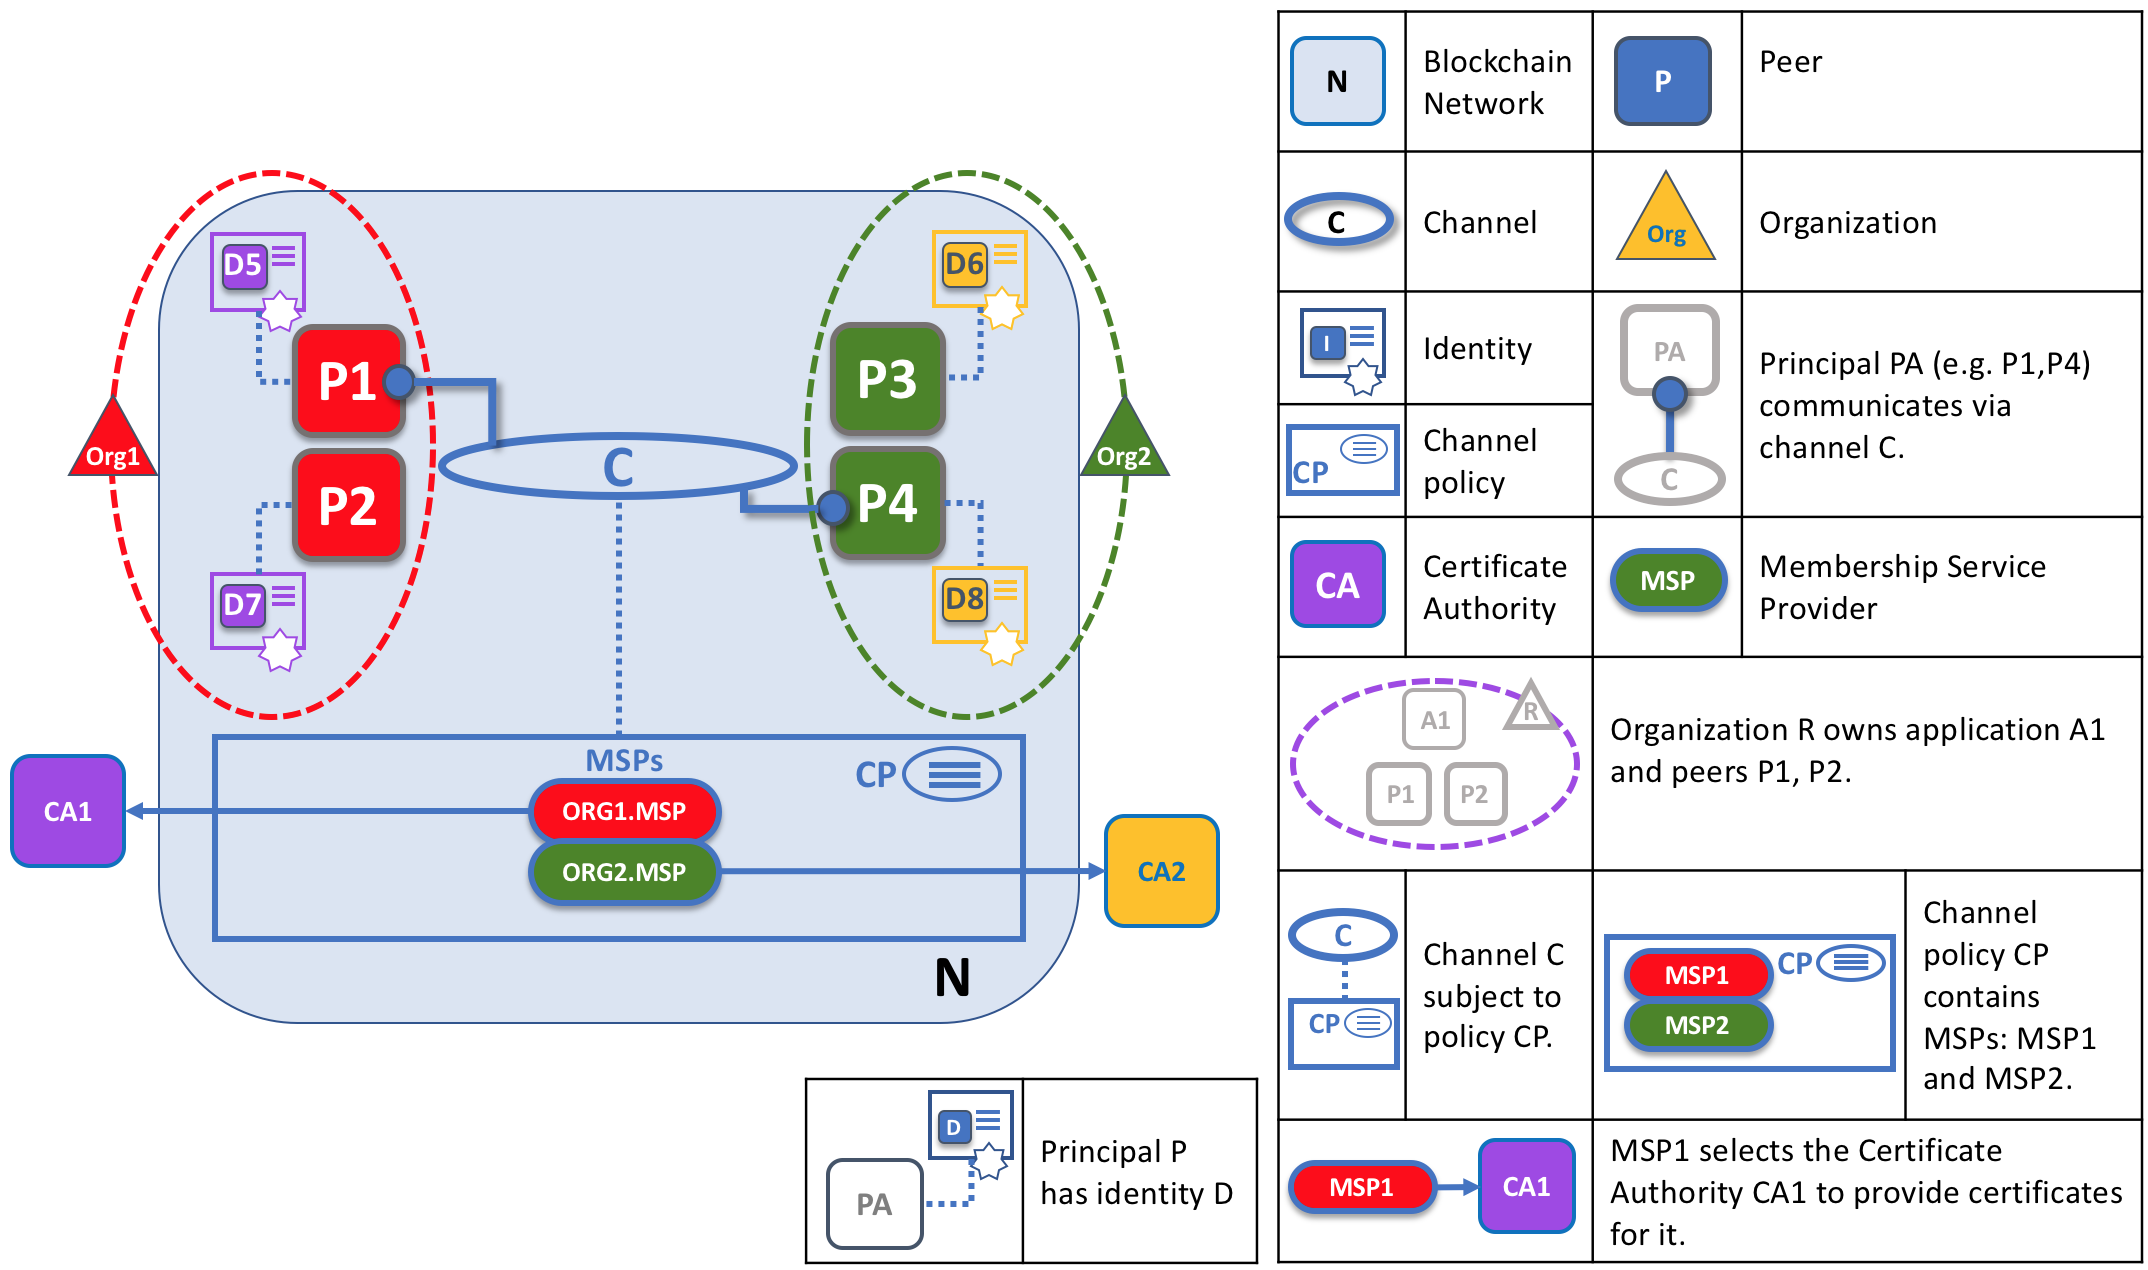 D5
D6
P1
P3
Org1
Org2
C
P2
P4
D7
D8
MSPs
CP
CA1
ORG1.MSP
ORG2.MSP
CA2
N
PA
D
Principal P
has identity D
N
Blockchain
Network
P
Peer
C
Channel
Org
Organization
I
Identity
PA
C
Principal PA (e.g. P1,P4)
communicates via
channel C.
CP
Channel
policy
CA
Certificate
Authority
MSP
Membership Service
Provider
A1
R
P1
P2
Organization R owns application A1
and peers P1, P2.
C
CP
Channel C
subject to
policy CP.
MSP1
MSP2
CP
Channel
policy CP
contains
MSPs: MSP1
and MSP2.
MSP1
CA1
MSP1 selects the Certificate
Authority CA1 to provide certificates
for it.